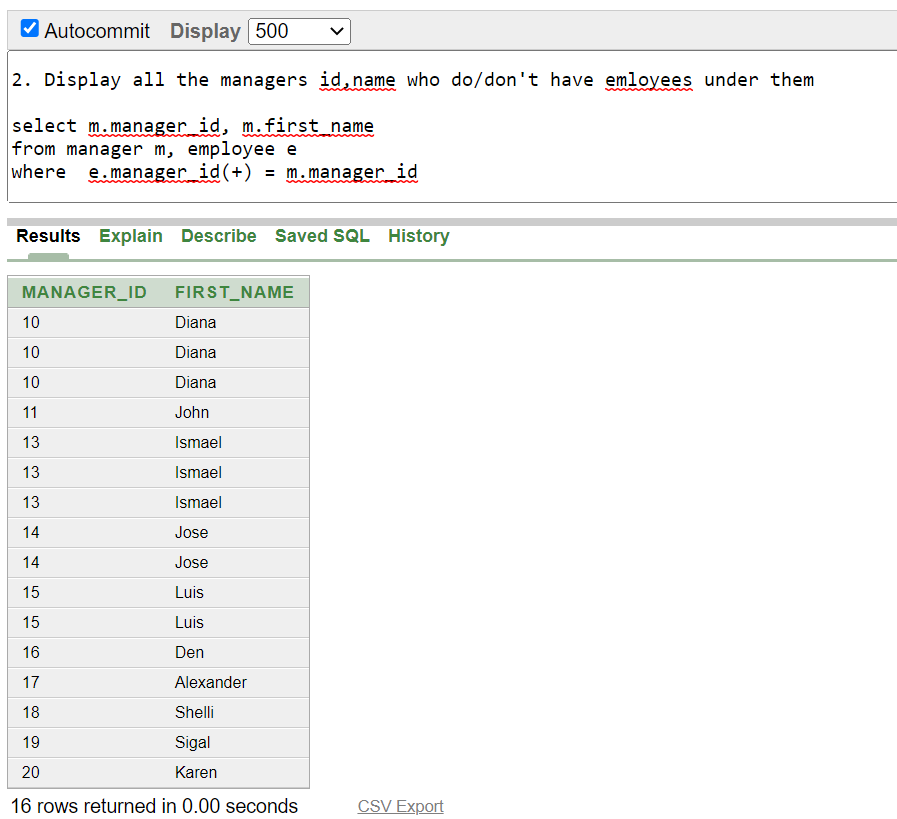 Autocommit Display 500
2. Display all the managers id,name who do/don't have emloyees under them
select m.manager_id, m.first_name
from manager m, employee e
where  e.manager_id(+) = m.manager_id
Results Explain Describe Saved SQL History
MANAGER_ID FIRST_NAME
10 Diana
10 Diana
10 Diana
11 John
13 Ismael
13 Ismael
13 Ismael
14 Jose
14 Jose
15 Luis
15 Luis
16 Den
17 Alexander
18 Shelli
19 Sigal
20 Karen
16 rows returned in 0.00 seconds CSV Export